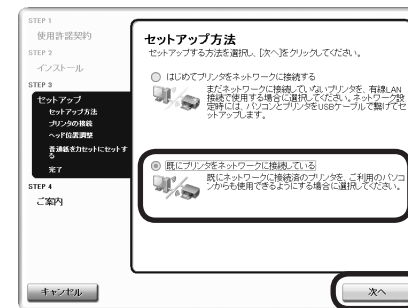 STEP 1
使用許諾契約
STEP 2
インストール
STEP 3
セットアップ
セットアップ方法
プリンタの接続
ヘッド位置調整
普通紙をカセットにセットす
る
完了
STEP 4
ご案内
セットアップ方法
セットアップする方法を選択し、[次へ]をクリックしてください。
はじめてプリンタをネットワークに接続する
まだネットワークに接続していないプリンタを、有線LAN
接続で使用する場合に選択してください。ネットワーク設
定時には、パソコンとプリンタをUSBケーブルで繋げてセ
ットアップします。
既にプリンタをネットワークに接続している
既にネットワークに接続済のプリンタを、ご利用のパソコ
ンからも使用できるようにする場合に選択してください。
キャンセル
次へ